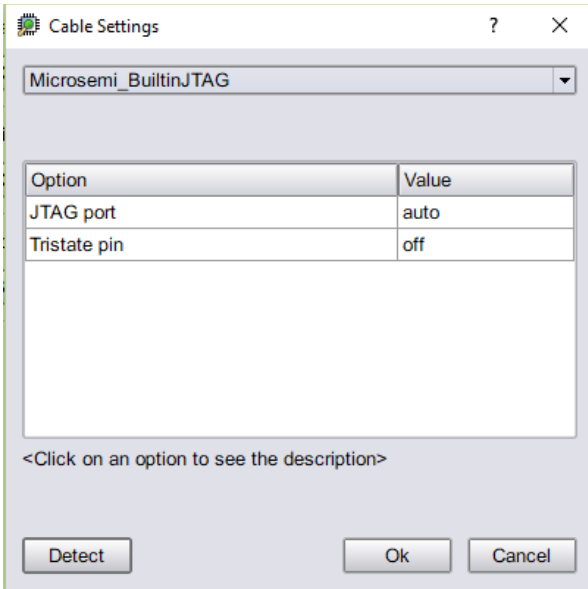 Cable Settings ?
Microsemi_BuiltinJTAG
Option Value
JTAG port auto
Tristate pin off
<Click on an option to see the description>
Detect Ok Cancel